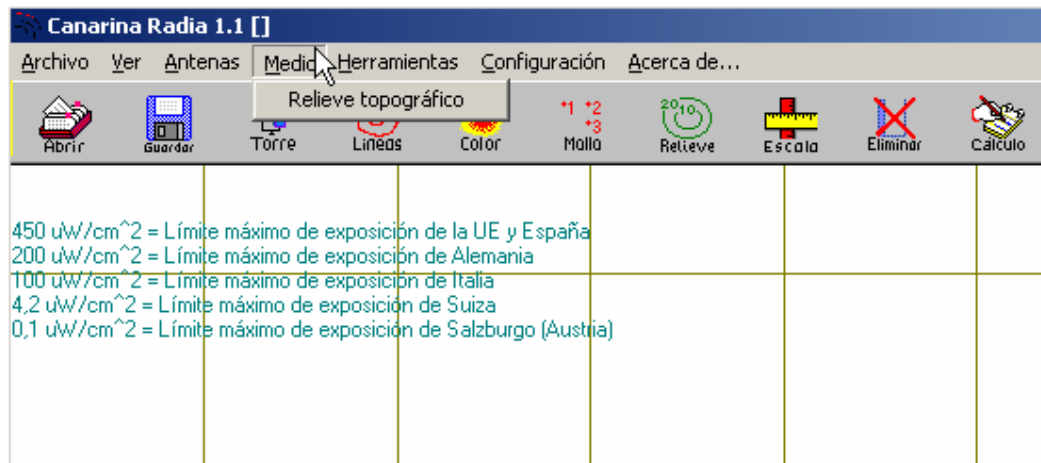 Canarina Radia 1.1 []
Archivo Ver Antenas Medio Herramientas Configuración Acerca de...
Relieve topográfico
*1 *2
*3
20 10
Abrir Guardar Torre Lineas Color Malla Relieve Escala Eliminar Cálculo
450 uW/cm^2 = Límite máximo de exposición de la UE y España
200 uW/cm^2 = Límite máximo de exposición de Alemania
100 uW/cm^2 = Límite máximo de exposición de Italia
4,2 uW/cm^2 = Límite máximo de exposición de Suiza
0,1 uW/cm^2 = Límite máximo de exposición de Salzburgo (Austria)